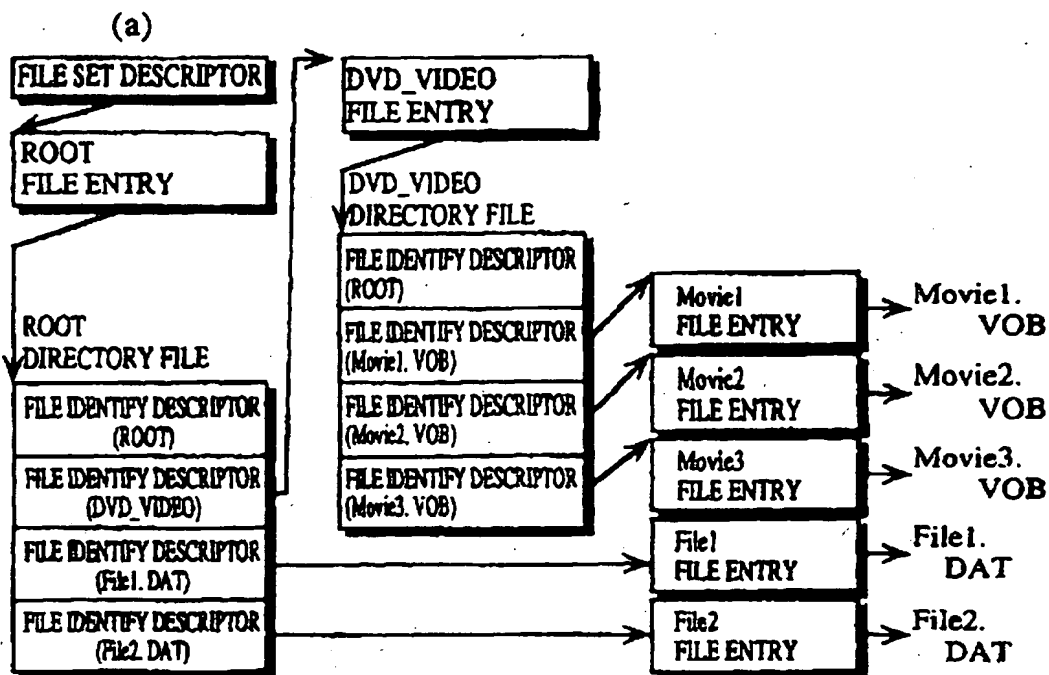 (a)
FILE SET DESCRIPTOR
ROOT
FILE ENTRY
ROOT
DIRECTORY FILE
FILE IDENTIFY DESCRIPTOR
(ROOT)
FILE IDENTIFY DESCRIPTOR
(DVD_VIDEO)
FILE IDENTIFY DESCRIPTOR
(File1. DAT)
FILE IDENTIFY DESCRIPTOR
(File2. DAT)
DVD_VIDEO
FILE ENTRY
DVD_VIDEO
DIRECTORY FILE
FILE IDENTIFY DESCRIPTOR
(ROOT)
FILE IDENTIFY DESCRIPTOR
(Movie1. VOB)
FILE IDENTIFY DESCRIPTOR
(Movie2. VOB)
FILE IDENTIFY DESCRIPTOR
(Movie3. VOB)
Movie1
FILE ENTRY
Movie2
FILE ENTRY
Movie3
FILE ENTRY
File1
FILE ENTRY
File2
FILE ENTRY
Movie1.
VOB
Movie2.
VOB
Movie3.
VOB
File1.
DAT
File2.
DAT